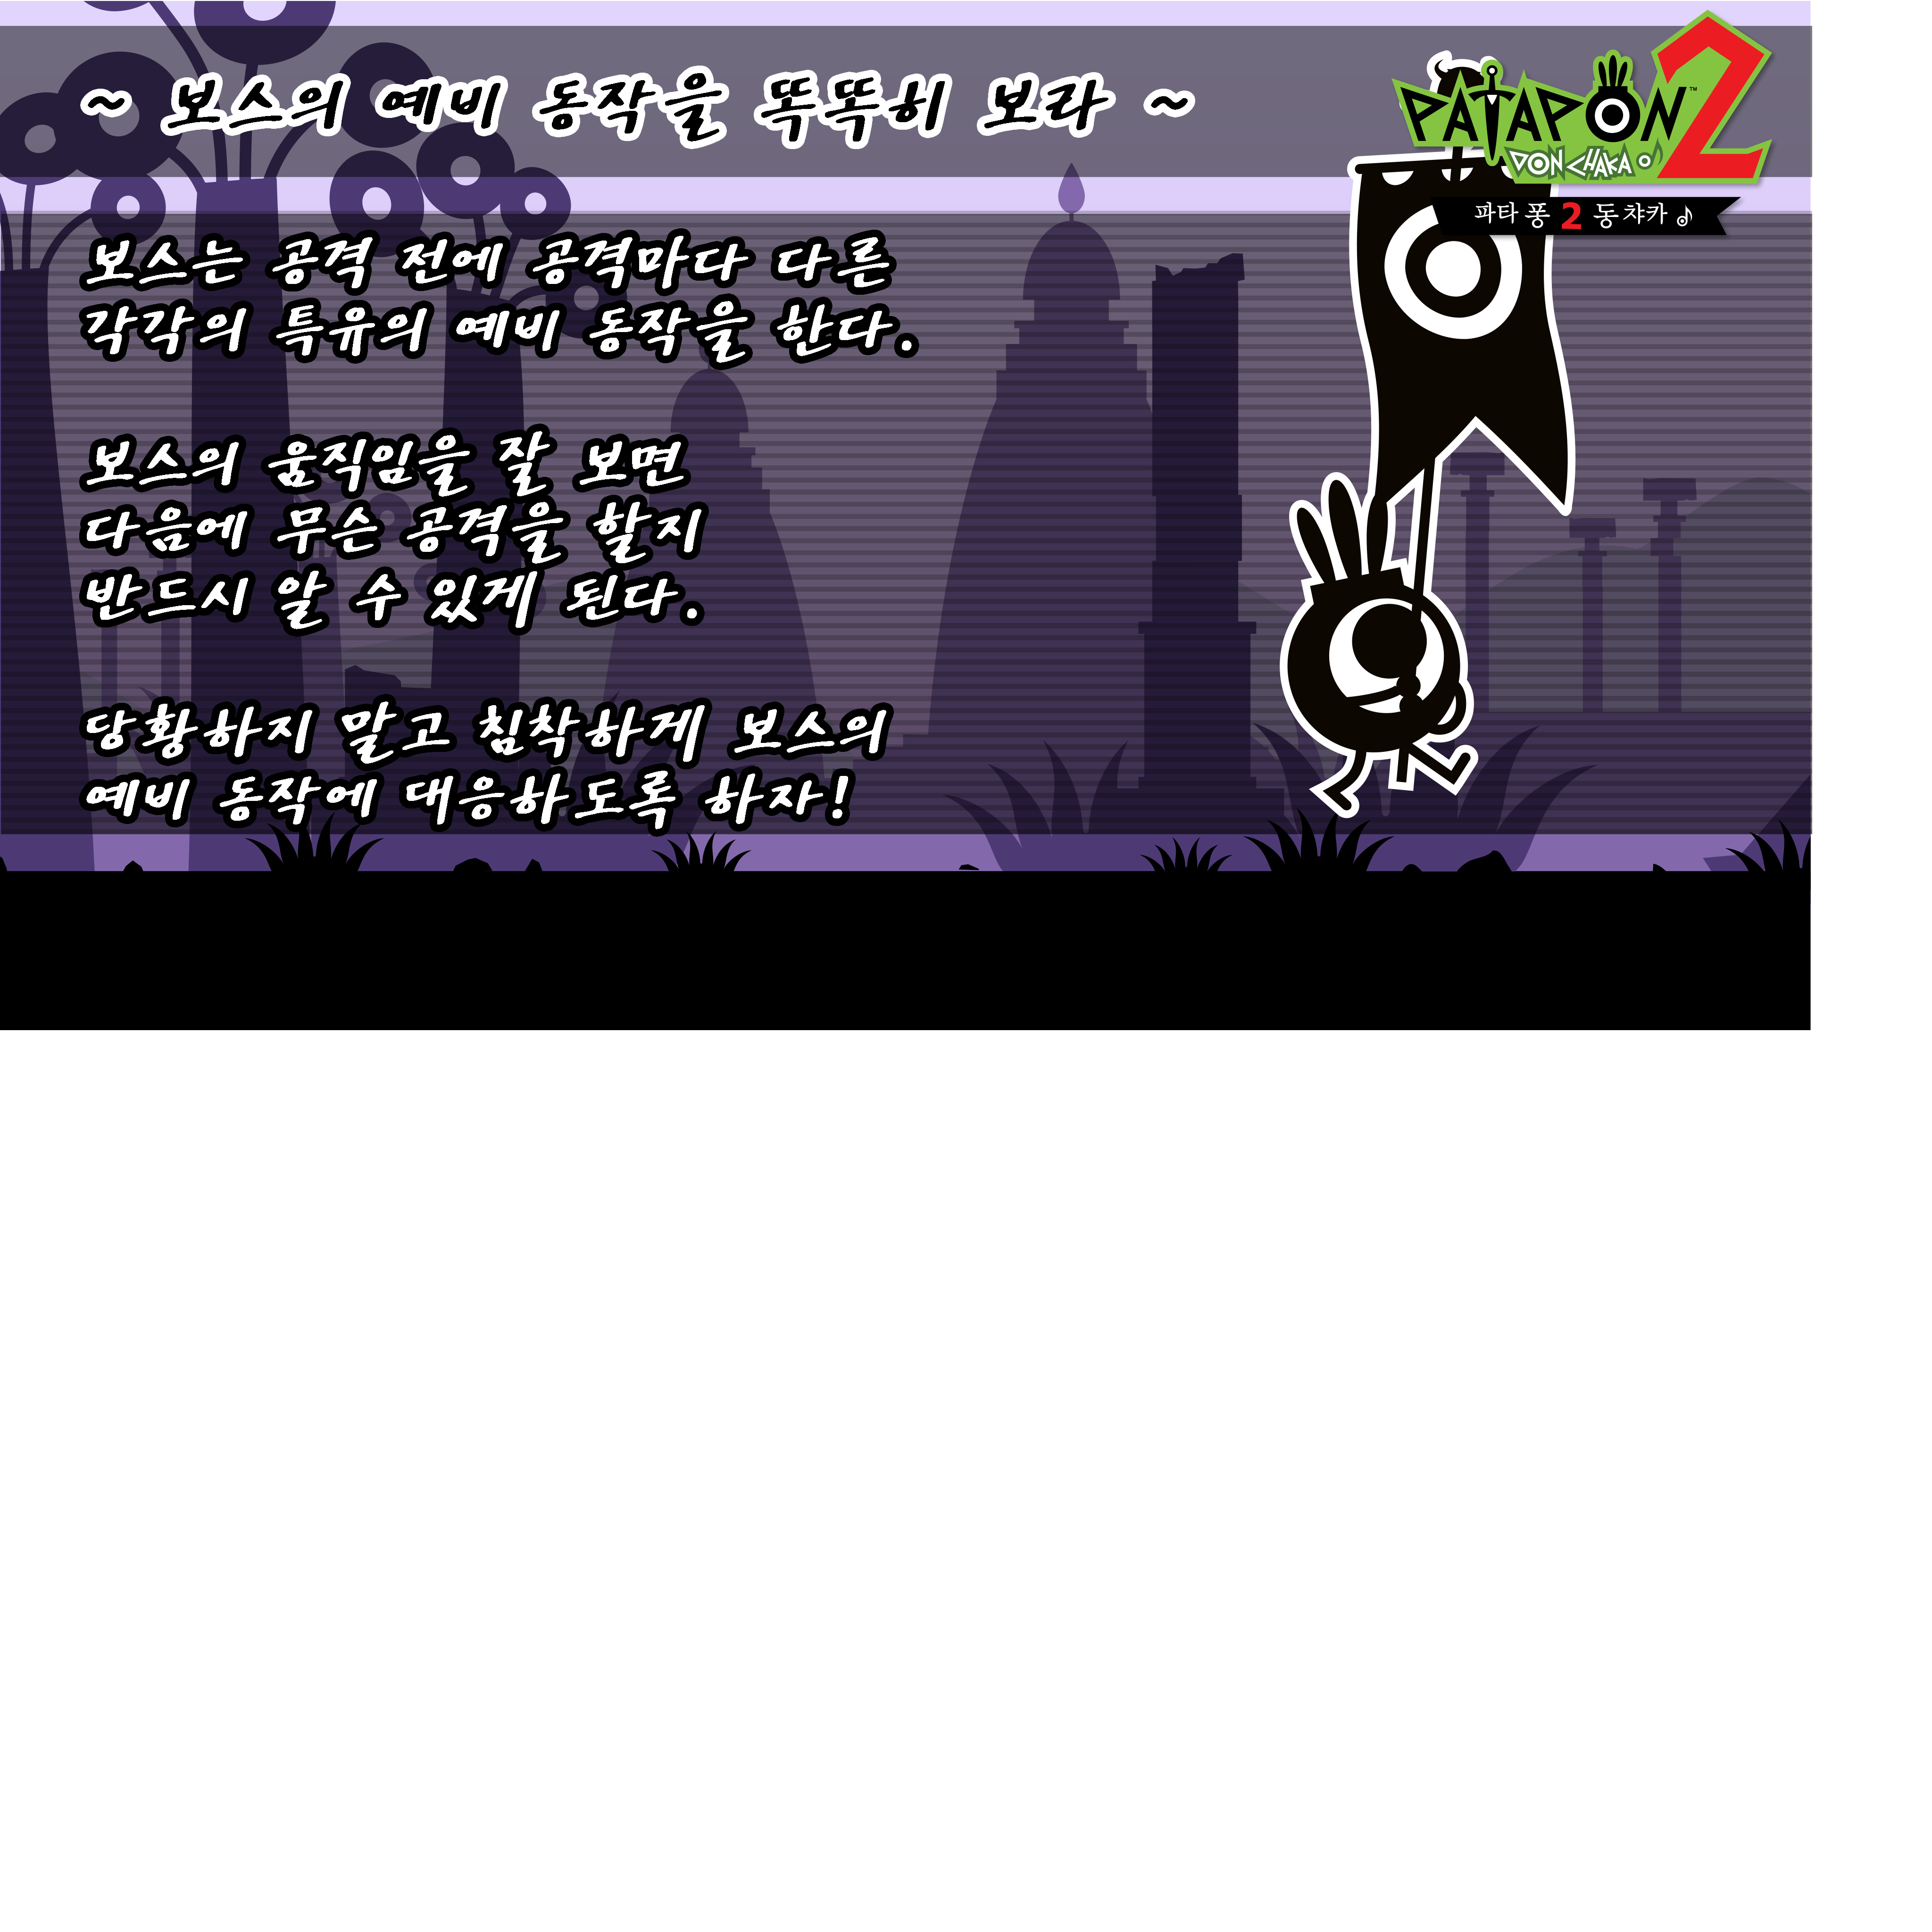 ~ 보스의 예비 동작을 똑똑히 보라 ~
PATAPON 2™
DON CHAKA♪
파타퐁 2 동챠카♪
보스는 공격 전에 공격마다 다른
각각의 특유의 예비 동작을 한다.
보스의 움직임을 잘 보면
다음에 무슨 공격을 할지
반드시 알 수 있게 된다.
당황하지 말고 침착하게 보스의
예비 동작에 대응하도록 하자!